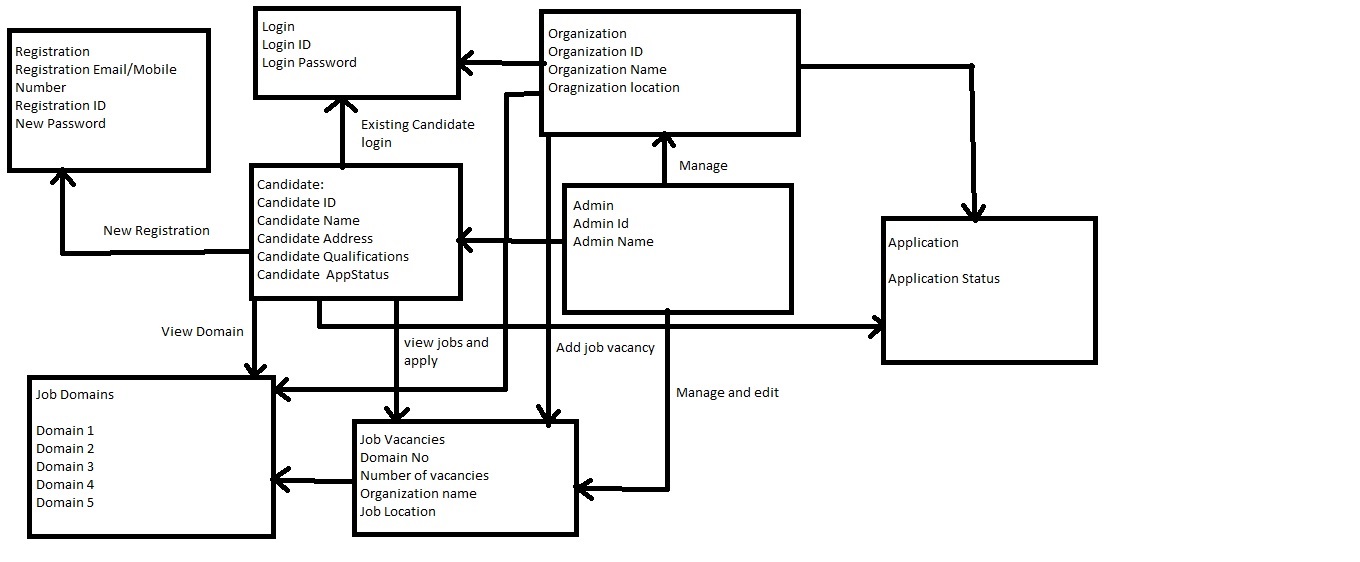 Registration
Registration Email/Mobile
Number
Registration ID
New Password
Login
Login ID
Login Password
Organization
Organization ID
Organization Name
Oragnization location
Existing Candidate
login
Manage
Candidate:
Candidate ID
Candidate Name
Candidate Address
Candidate Qualifications
Candidate  AppStatus
Admin
Admin Id
Admin Name
New Registration
Application
Application Status
View Domain
view jobs and
apply
Add job vacancy
Manage and edit
Job Domains
Domain 1
Domain 2
Domain 3
Domain 4
Domain 5
Job Vacancies
Domain No
Number of vacancies
Organization name
Job Location